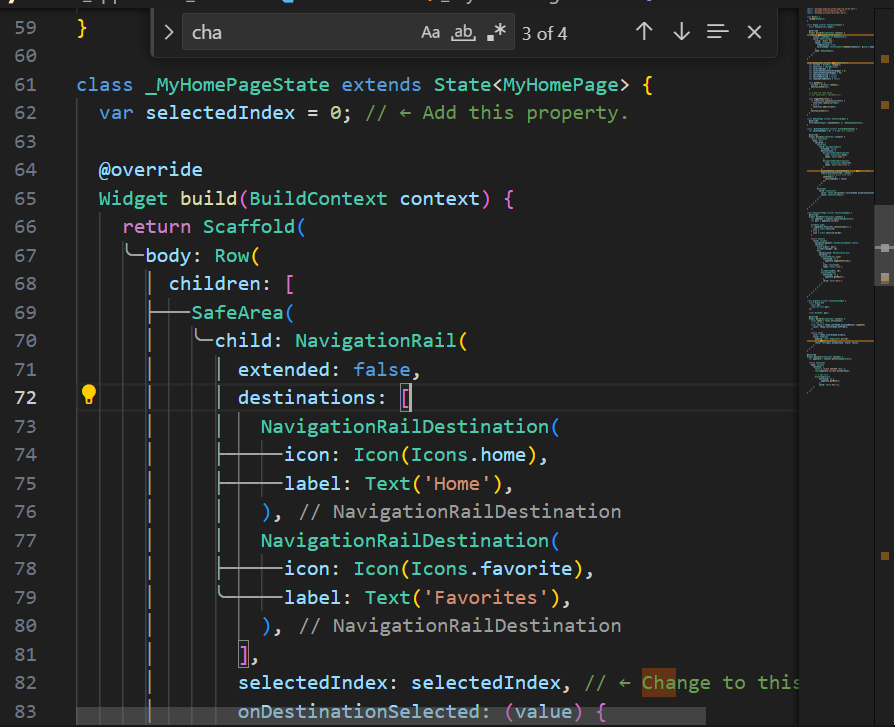 cha Aa ab .* 3 of 4
59 }
60
61 class _MyHomePageState extends State<MyHomePage> {
62 var selectedIndex = 0; // ← Add this property.
63
64 @override
65 Widget build(BuildContext context) {
66 return Scaffold(
67 body: Row(
68 children: [
69 SafeArea(
70 child: NavigationRail(
71 extended: false,
72 destinations: [
73 NavigationRailDestination(
74 icon: Icon(Icons.home),
75 label: Text('Home'),
76 ), // NavigationRailDestination
77 NavigationRailDestination(
78 icon: Icon(Icons.favorite),
79 label: Text('Favorites'),
80 ), // NavigationRailDestination
81 ],
82 selectedIndex: selectedIndex, // ← Change to this
83 onDestinationSelected: (value) {